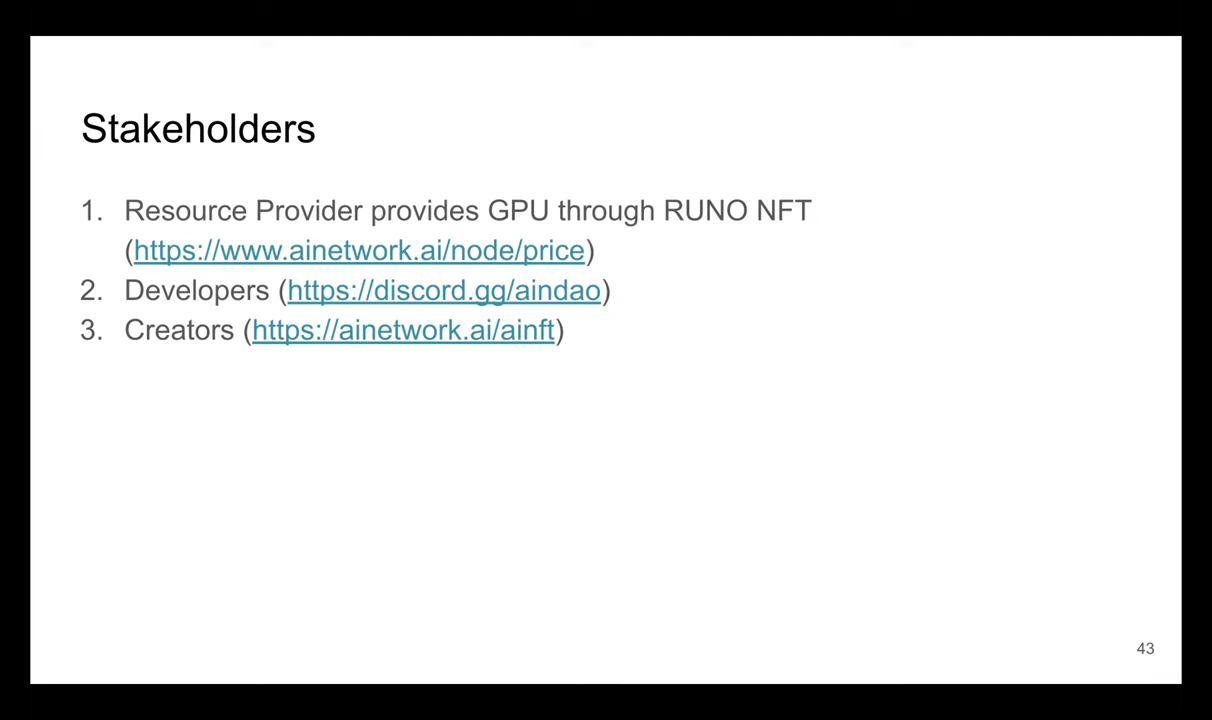 Stakeholders
1. Resource Provider provides GPU through RUNO NFT
(https://www.ainetwork.ai/node/price)
2. Developers (https://discord.gg/aindao)
3. Creators (https://ainetwork.ai/ainft)
43